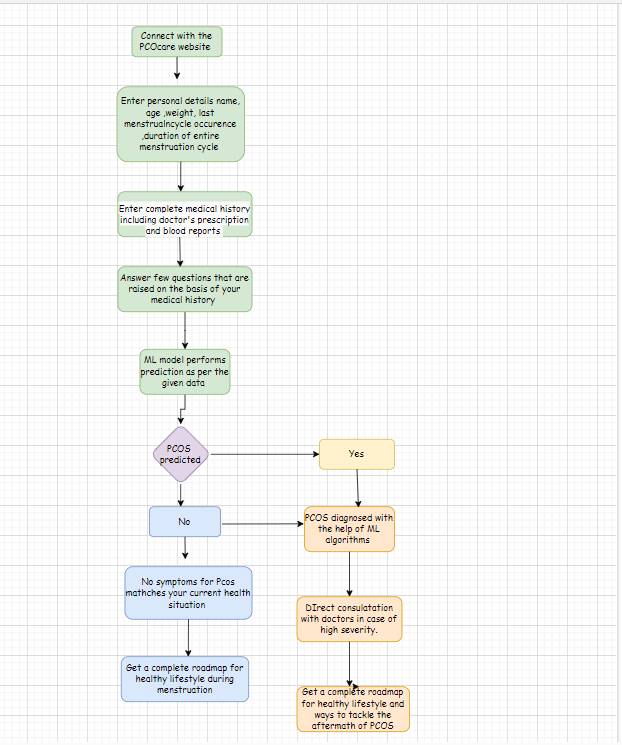 Connect with the
PCOcare website
Enter personal details name,
age ,weight, last
menstrualncycle occurence
,duration of entire
menstruation cycle
Enter complete medical history
including doctor's prescription
and blood reports
Answer few questions that are
raised on the basis of your
medical history
ML model performs
prediction as per the
given data
PCOS
predicted
Yes
No
PCOS diagnosed with
the help of ML
algorithms
No symptoms for Pcos
mathches your current health
situation
DIrect consulatation
with doctors in case of
high severity.
Get a complete roadmap for
healthy lifestyle during
menstruation
Get a complete roadmap
for healthy lifestyle and
ways to tackle the
aftermath of PCOS